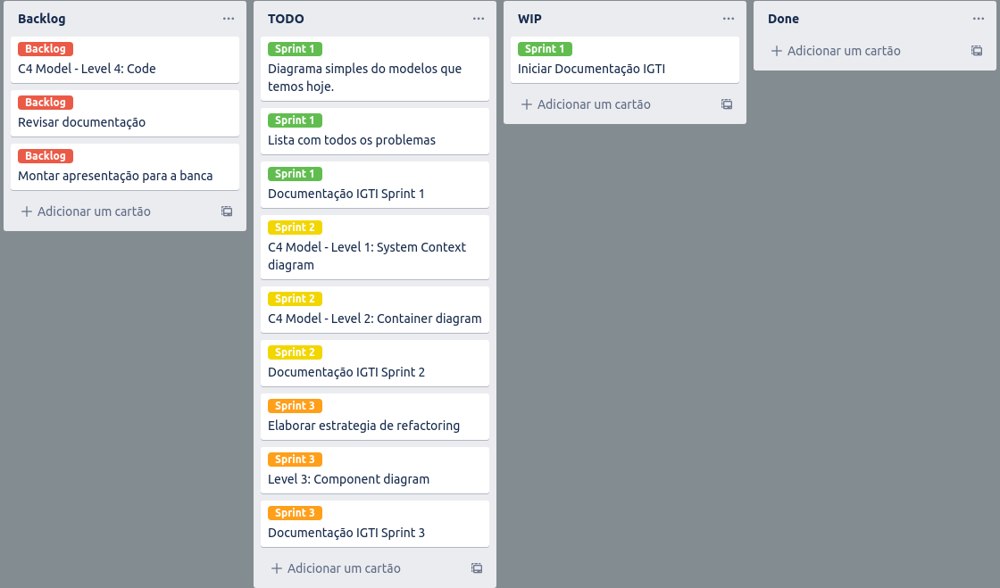 Backlog
Backlog
C4 Model - Level 4: Code
Backlog
Revisar documentação
Backlog
Montar apresentação para a banca
Adicionar um cartão
TODO
Sprint 1
Diagrama simples do modelos que
temos hoje.
Sprint 1
Lista com todos os problemas
Sprint 1
Documentação IGTI Sprint 1
Sprint 2
C4 Model - Level 1: System Context
diagram
Sprint 2
C4 Model - Level 2: Container diagram
Sprint 2
Documentação IGTI Sprint 2
Sprint 3
Elaborar estrategia de refactoring
Sprint 3
Level 3: Component diagram
Sprint 3
Documentação IGTI Sprint 3
Adicionar um cartão
WIP
Sprint 1
Iniciar Documentação IGTI
Adicionar um cartão
Done
Adicionar um cartão